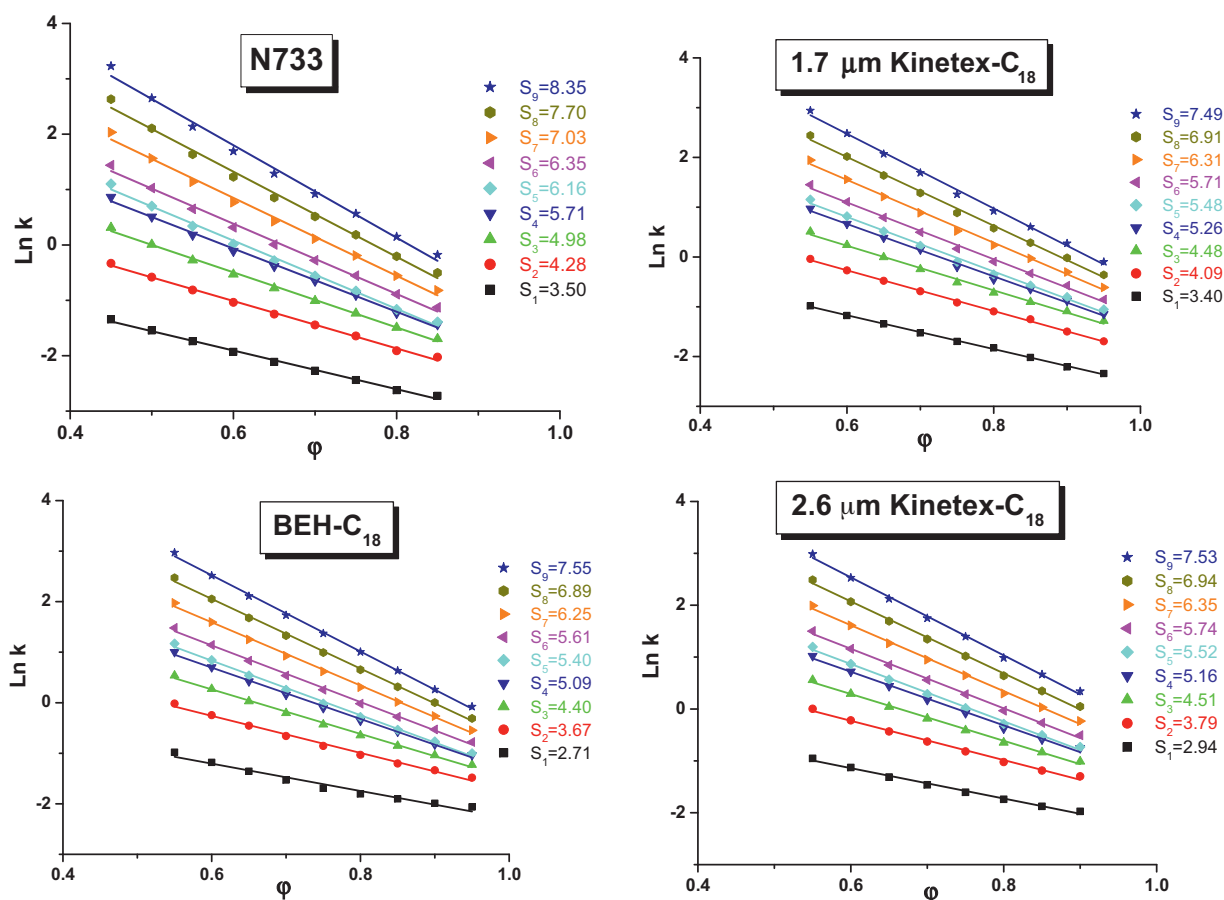 N733
Ln k
4
2
0
-2
0.4
0.6
0.8
1.0
φ
S9=8.35
S8=7.70
S7=7.03
S6=6.35
S5=6.16
S4=5.71
S3=4.98
S2=4.28
S1=3.50
1.7 µm Kinetex-C18
Ln k
4
2
0
-2
0.4
0.6
0.8
1.0
φ
S9=7.49
S8=6.91
S7=6.31
S6=5.71
S5=5.48
S4=5.26
S3=4.48
S2=4.09
S1=3.40
BEH-C18
Ln k
4
2
0
-2
0.4
0.6
0.8
1.0
φ
S9=7.55
S8=6.89
S7=6.25
S6=5.61
S5=5.40
S4=5.09
S3=4.40
S2=3.67
S1=2.71
2.6 µm Kinetex-C18
Ln k
4
2
0
-2
0.4
0.6
0.8
1.0
φ
S9=7.53
S8=6.94
S7=6.35
S6=5.74
S5=5.52
S4=5.16
S3=4.51
S2=3.79
S1=2.94